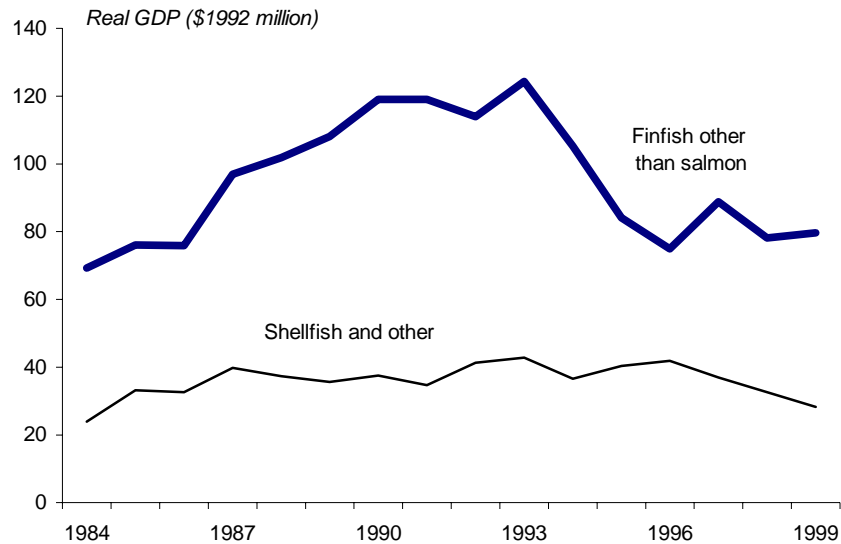 Real GDP ($1992 million)
140
120
100
80
60
40
20
0
Finfish other
than salmon
Shellfish and other
1984 1987 1990 1993 1996 1999